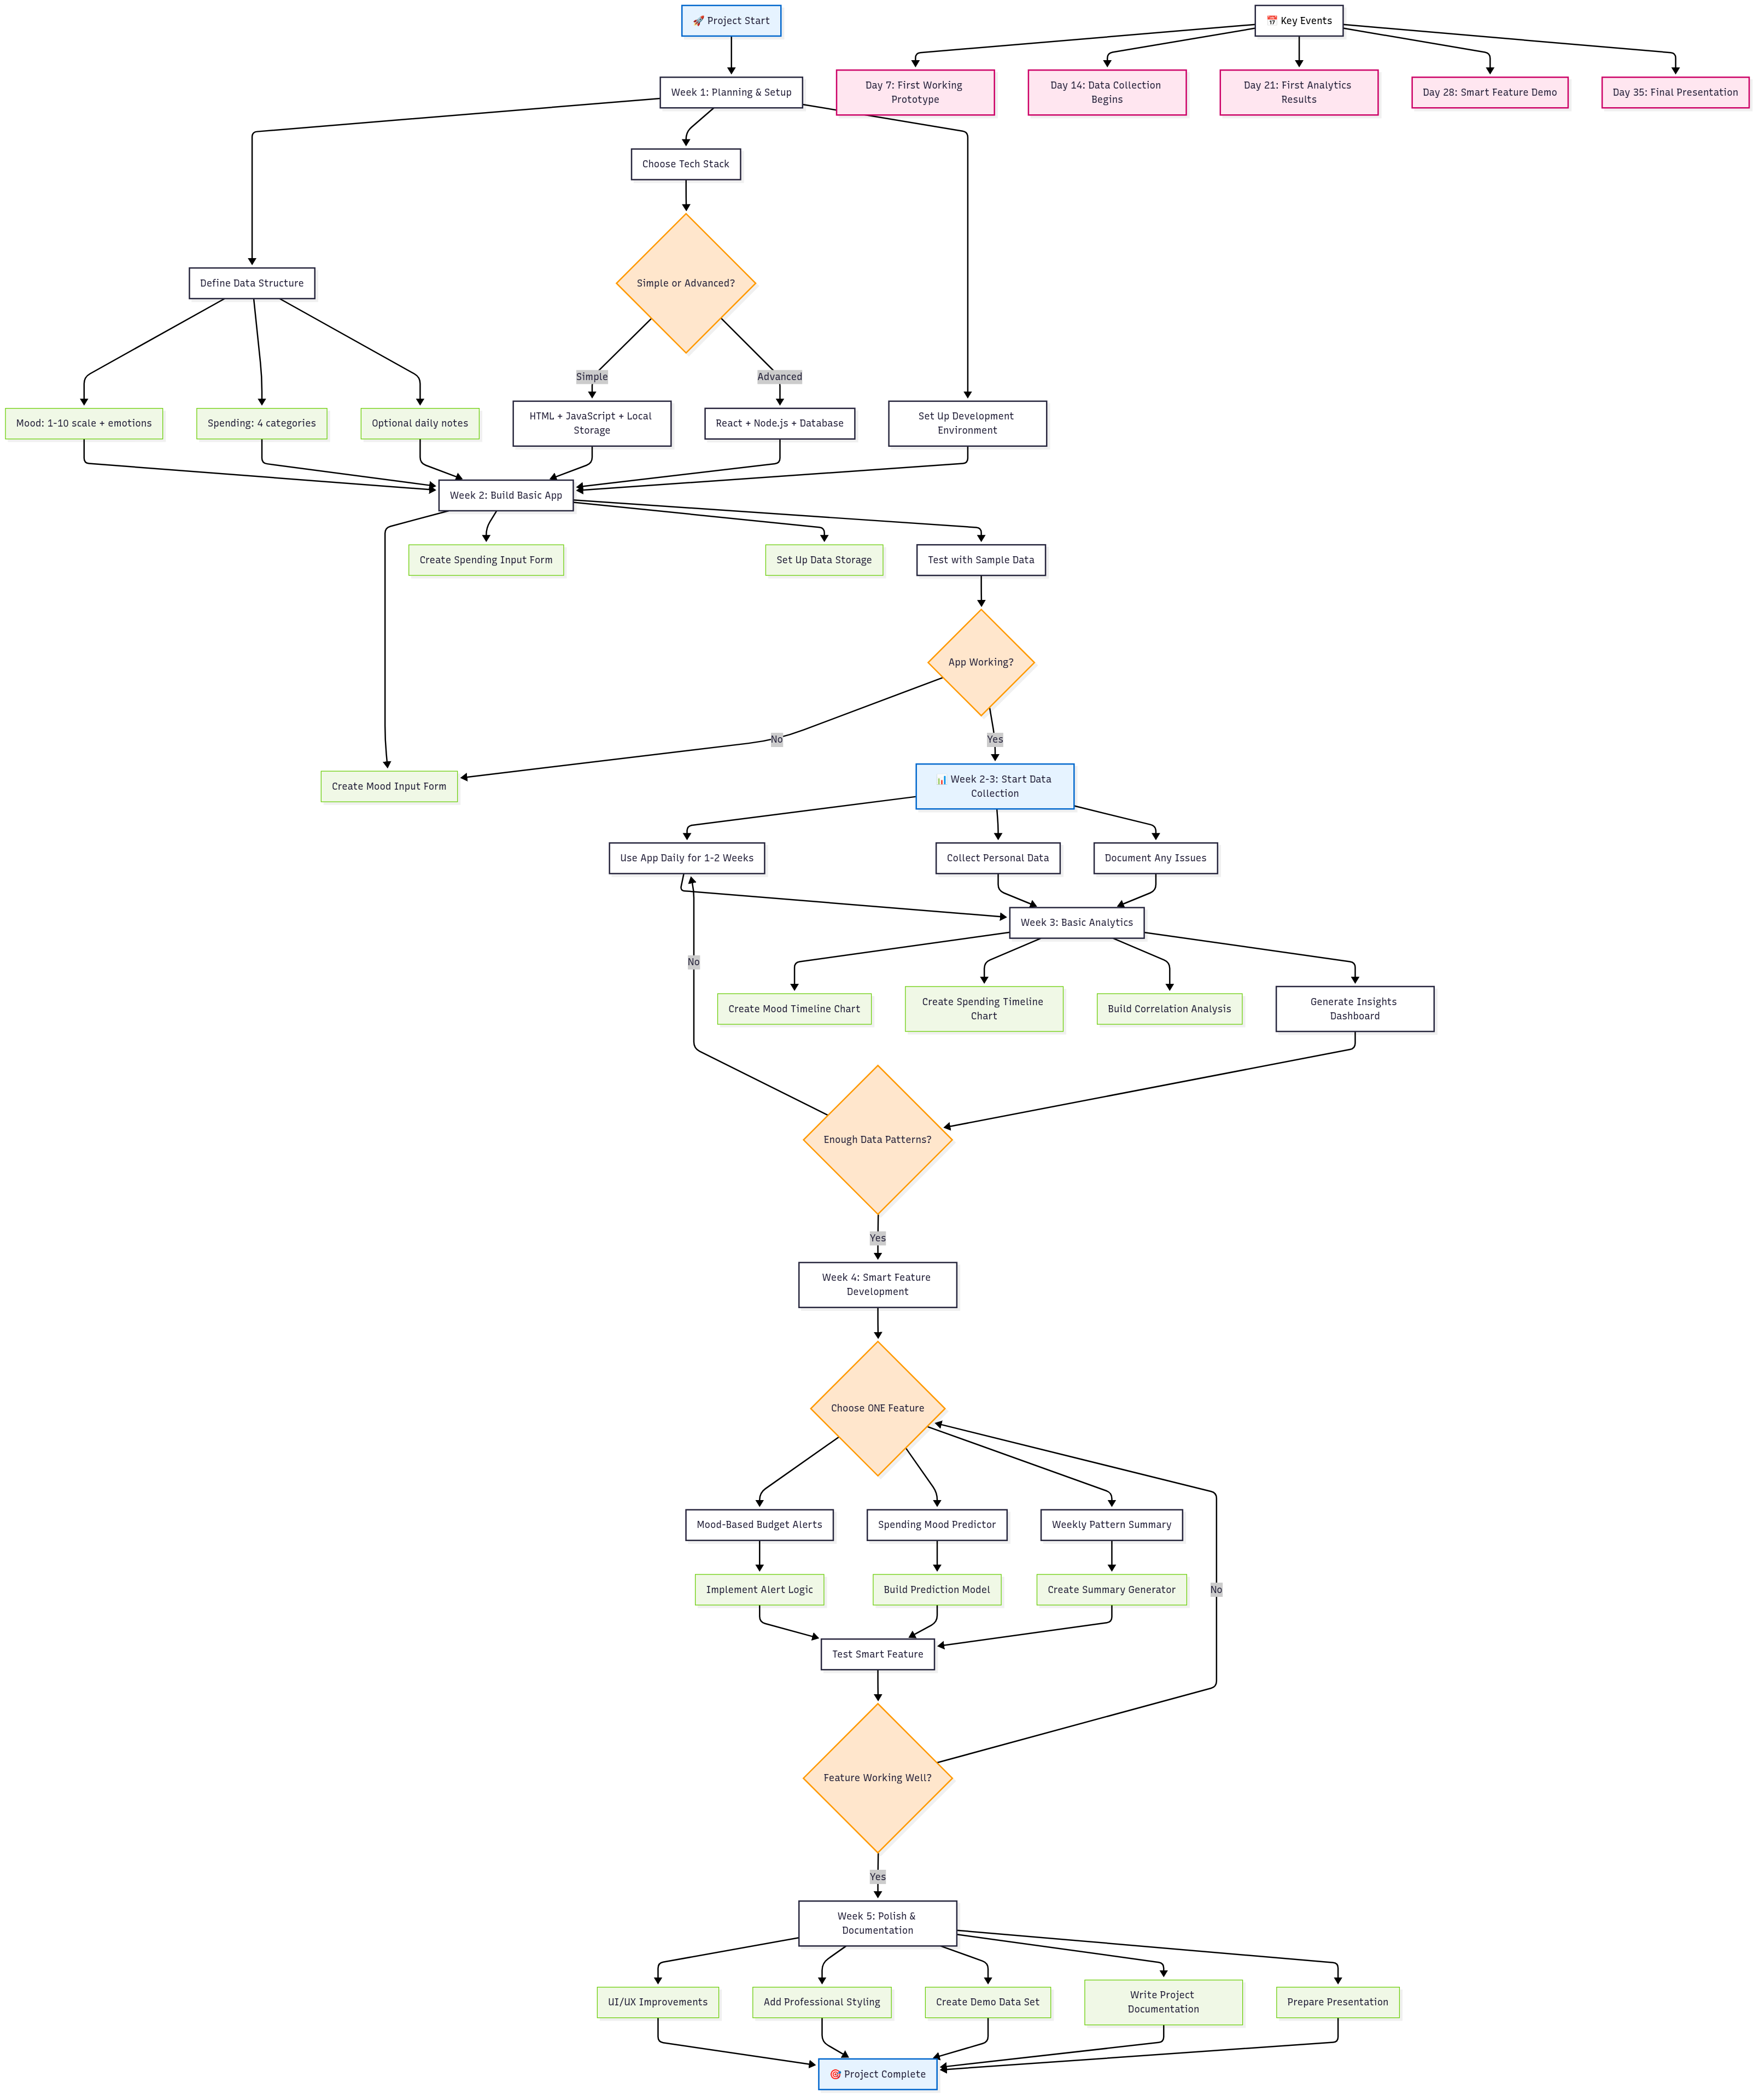 🚀 Project Start
📅 Key Events
Week 1: Planning & Setup
Day 7: First Working
Prototype
Day 14: Data Collection
Begins
Day 21: First Analytics
Results
Day 28: Smart Feature Demo
Day 35: Final Presentation
Choose Tech Stack
Define Data Structure
Simple or Advanced?
Simple
Advanced
Mood: 1-10 scale + emotions
Spending: 4 categories
Optional daily notes
HTML + JavaScript + Local
Storage
React + Node.js + Database
Set Up Development
Environment
Week 2: Build Basic App
Create Spending Input Form
Set Up Data Storage
Test with Sample Data
App Working?
No
Yes
Create Mood Input Form
📊 Week 2-3: Start Data
Collection
Use App Daily for 1-2 Weeks
Collect Personal Data
Document Any Issues
Week 3: Basic Analytics
No
Create Mood Timeline Chart
Create Spending Timeline
Chart
Build Correlation Analysis
Generate Insights
Dashboard
Enough Data Patterns?
Yes
Week 4: Smart Feature
Development
Choose ONE Feature
Mood-Based Budget Alerts
Spending Mood Predictor
Weekly Pattern Summary
Implement Alert Logic
Build Prediction Model
Create Summary Generator
No
Test Smart Feature
Feature Working Well?
Yes
Week 5: Polish &
Documentation
UI/UX Improvements
Add Professional Styling
Create Demo Data Set
Write Project
Documentation
Prepare Presentation
🎯 Project Complete